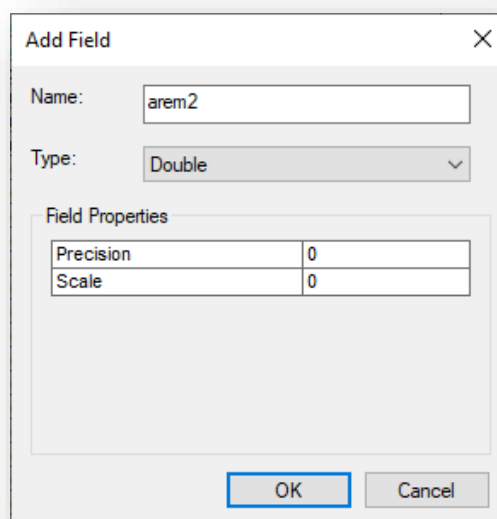 Add Field
Name: arem2
Type: Double
Field Properties
Precision 0
Scale 0
OK Cancel